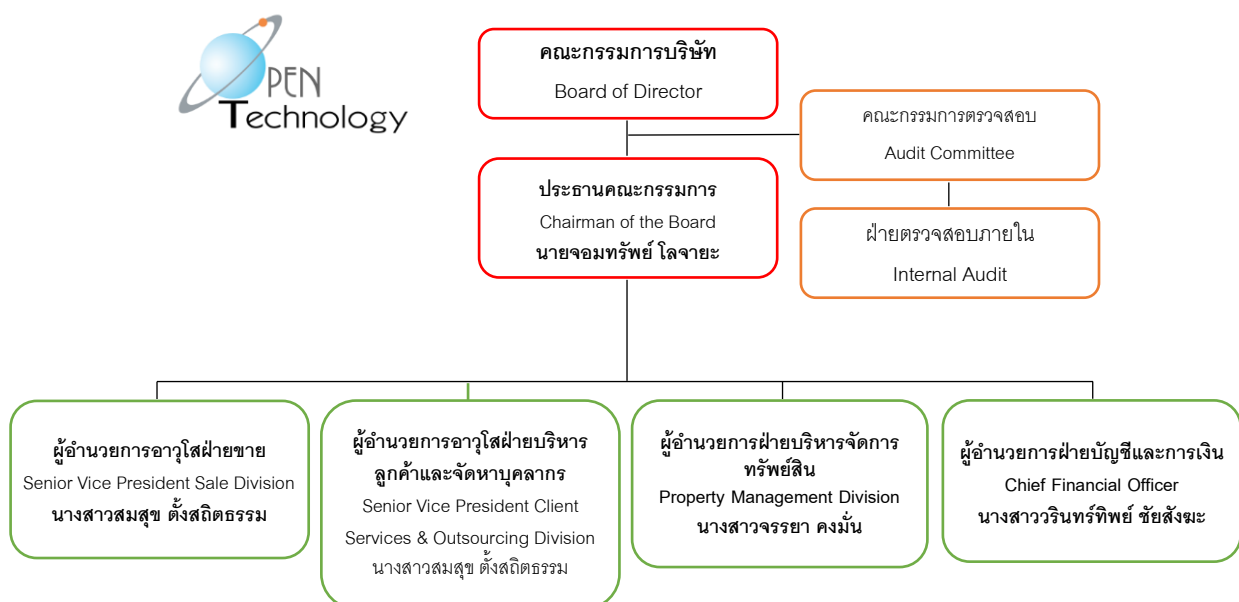 OPEN
Technology
คณะกรรมการบริษัท
Board of Director
คณะกรรมการตรวจสอบ
Audit Committee
ประธานคณะกรรมการ
Chairman of the Board
นายจอมทรัพย์ โลจายะ
ฝ่ายตรวจสอบภายใน
Internal Audit
ผู้อำนวยการอาวุโสฝ่ายขาย
Senior Vice President Sale Division
นางสาวสมสุข ตั้งสถิตธรรม
ผู้อำนวยการอาวุโสฝ่ายบริหาร
ลูกค้าและจัดหาบุคลากร
Senior Vice President Client
Services & Outsourcing Division
นางสาวสมสุข ตั้งสถิตธรรม
ผู้อำนวยการฝ่ายบริหารจัดการ
ทรัพย์สิน
Property Management Division
นางสาวจรรยา คงมั่น
ผู้อำนวยการฝ่ายบัญชีและการเงิน
Chief Financial Officer
นางสาววรินทร์ทิพย์ ชัยสังฆะ